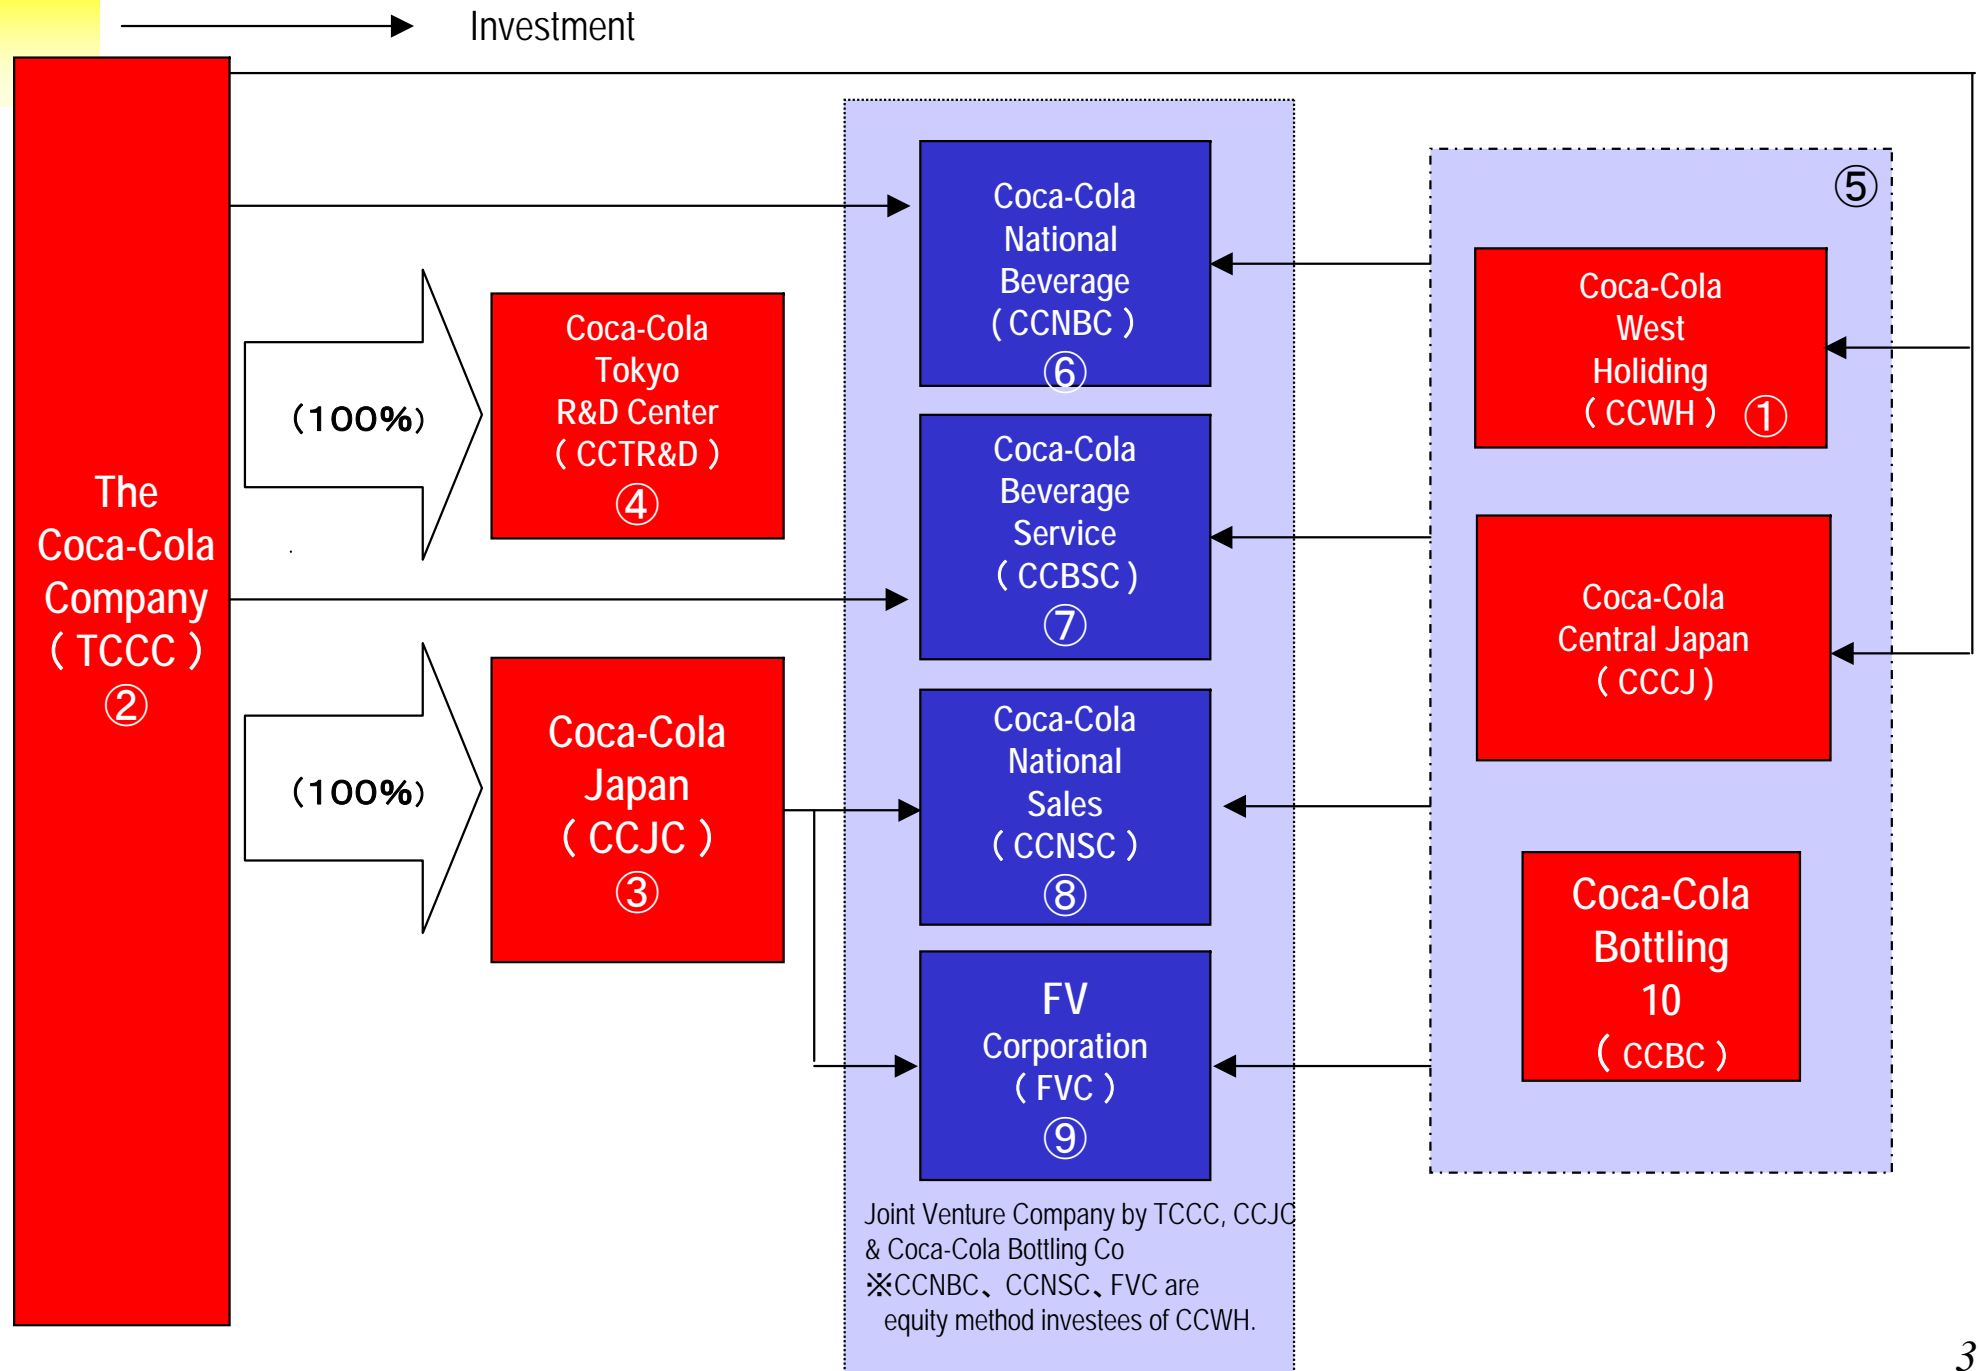 Investment
The
Coca-Cola
Company
( TCCC )
②
(100%)
Coca-Cola
Tokyo
R&D Center
( CCTR&D )
④
(100%)
Coca-Cola
Japan
( CCJC )
③
Coca-Cola
National
Beverage
( CCNBC )
⑥
Coca-Cola
Beverage
Service
( CCBSC )
⑦
Coca-Cola
National
Sales
( CCNSC )
⑧
FV
Corporation
( FVC )
⑨
Joint Venture Company by TCCC, CCJC
& Coca-Cola Bottling Co
※CCNBC、CCNSC、FVC are
equity method investees of CCWH.
⑤
Coca-Cola
West
Holiding
( CCWH ) ①
Coca-Cola
Central Japan
( CCCJ )
Coca-Cola
Bottling
10
( CCBC )
3